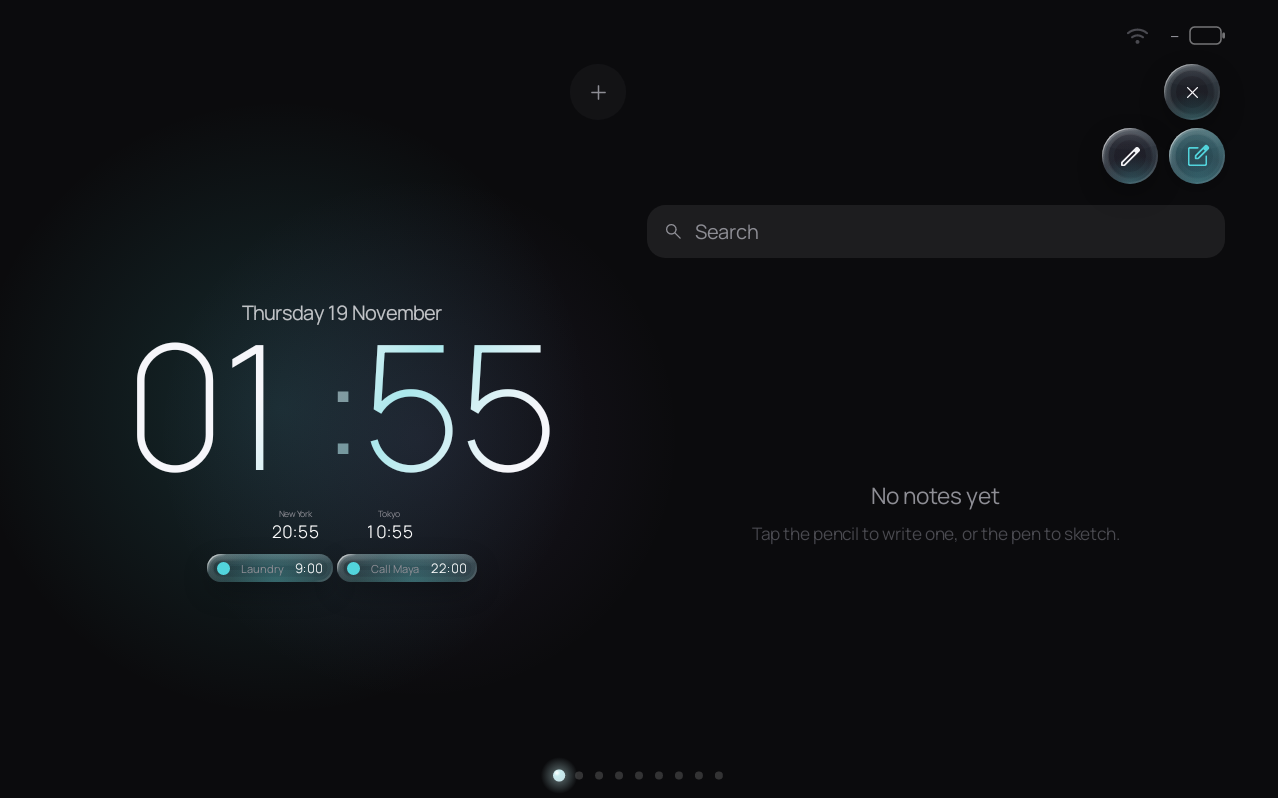 –
Search
Thursday 19 November
01:55
New York Tokyo
20:55 10:55
Laundry 9:00 Call Maya 22:00
No notes yet
Tap the pencil to write one, or the pen to sketch.